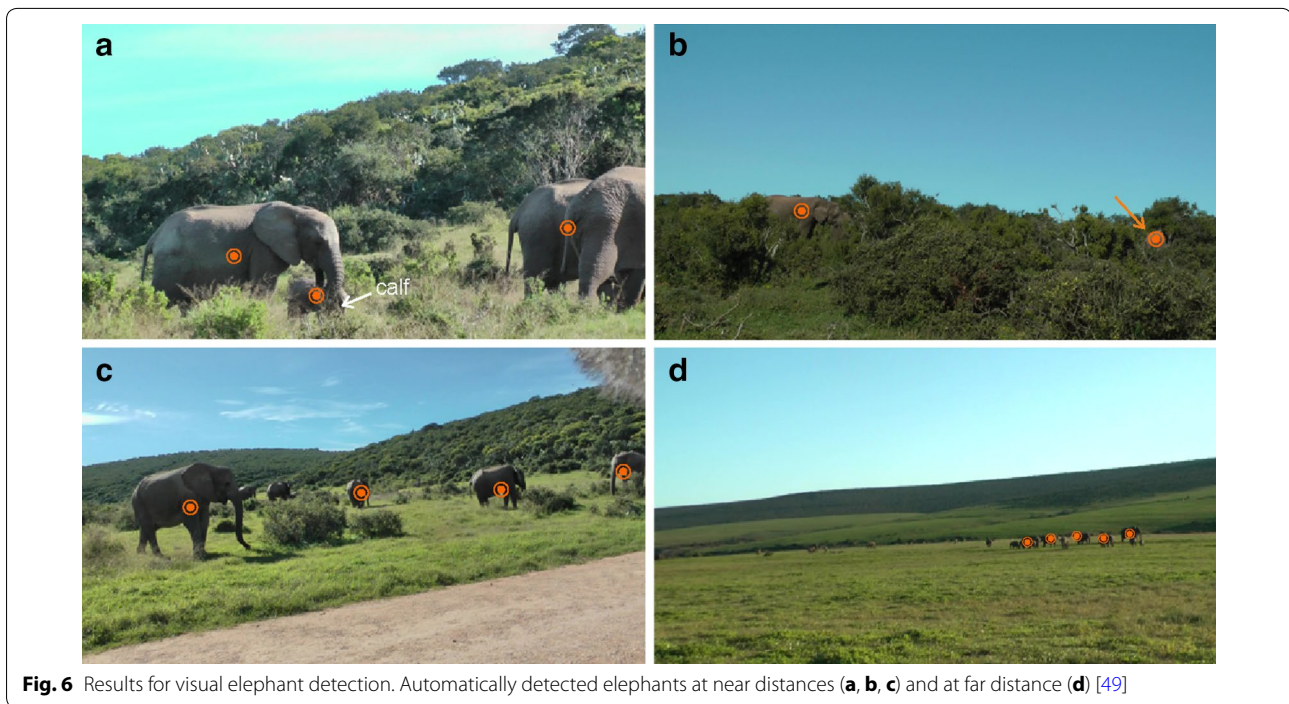 a
b
calf
c
d
Fig. 6 Results for visual elephant detection. Automatically detected elephants at near distances (a, b, c) and at far distance (d) [49]